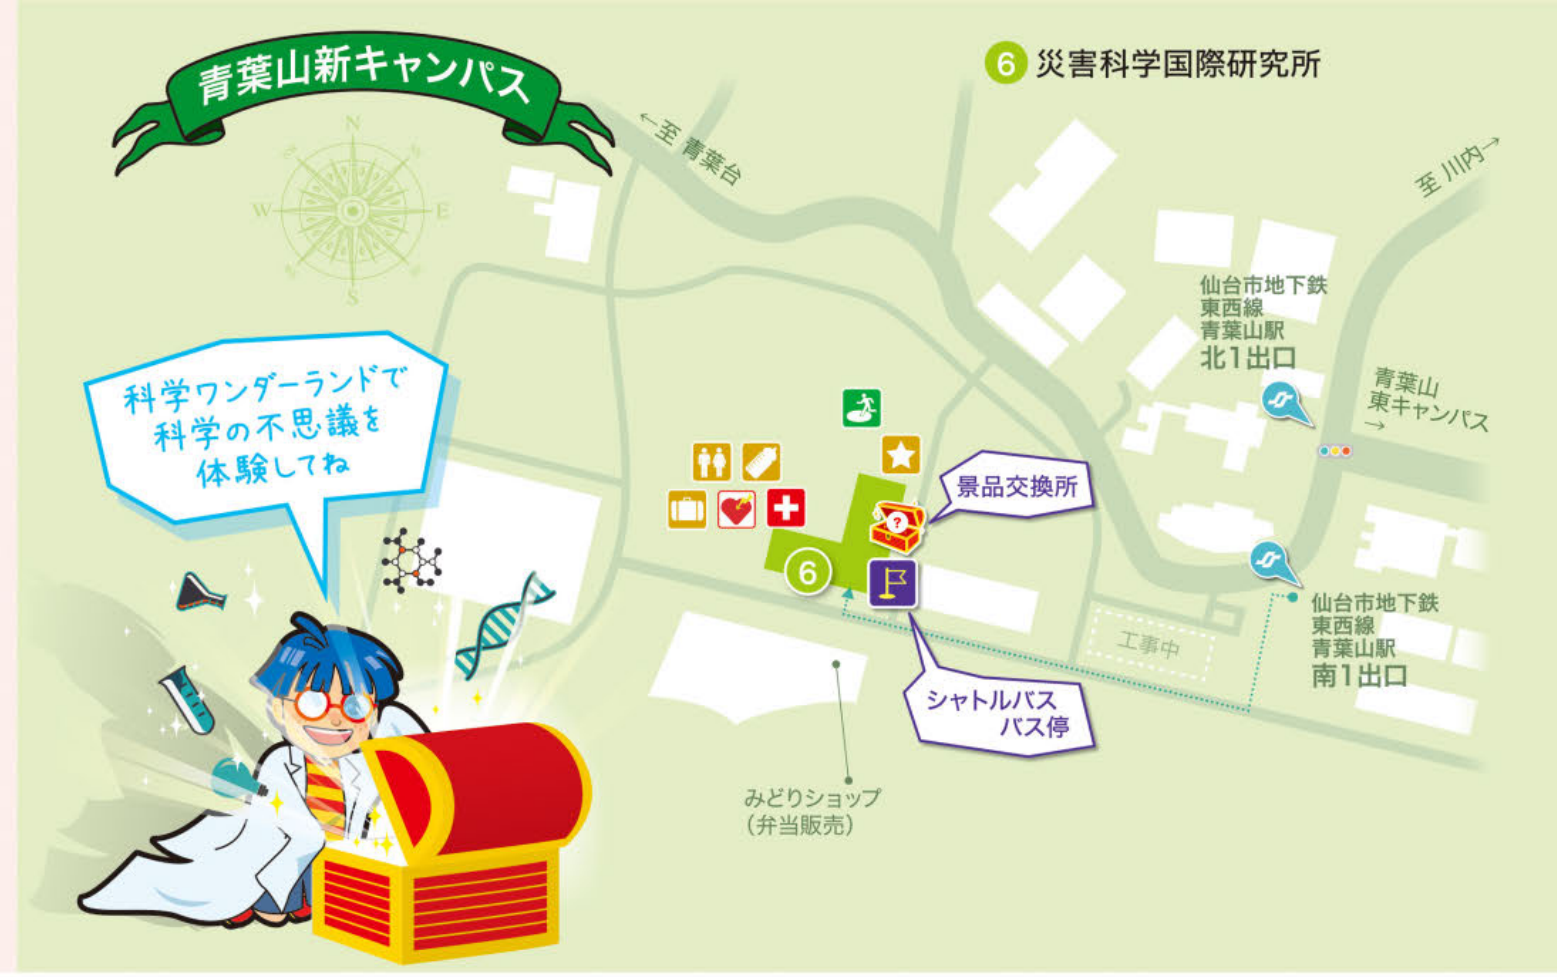 青葉山新キャンパス
6 災害科学国際研究所
←至 青葉台
至 川内→
N
W
E
S
仙台市地下鉄
東西線
青葉山駅
北1出口
青葉山
東キャンパス
→
科学ワンダーランドで
科学の不思議を
体験してね
景品交換所
?
6
仙台市地下鉄
東西線
青葉山駅
南1出口
工事中
シャトルバス
バス停
みどりショップ
（弁当販売）